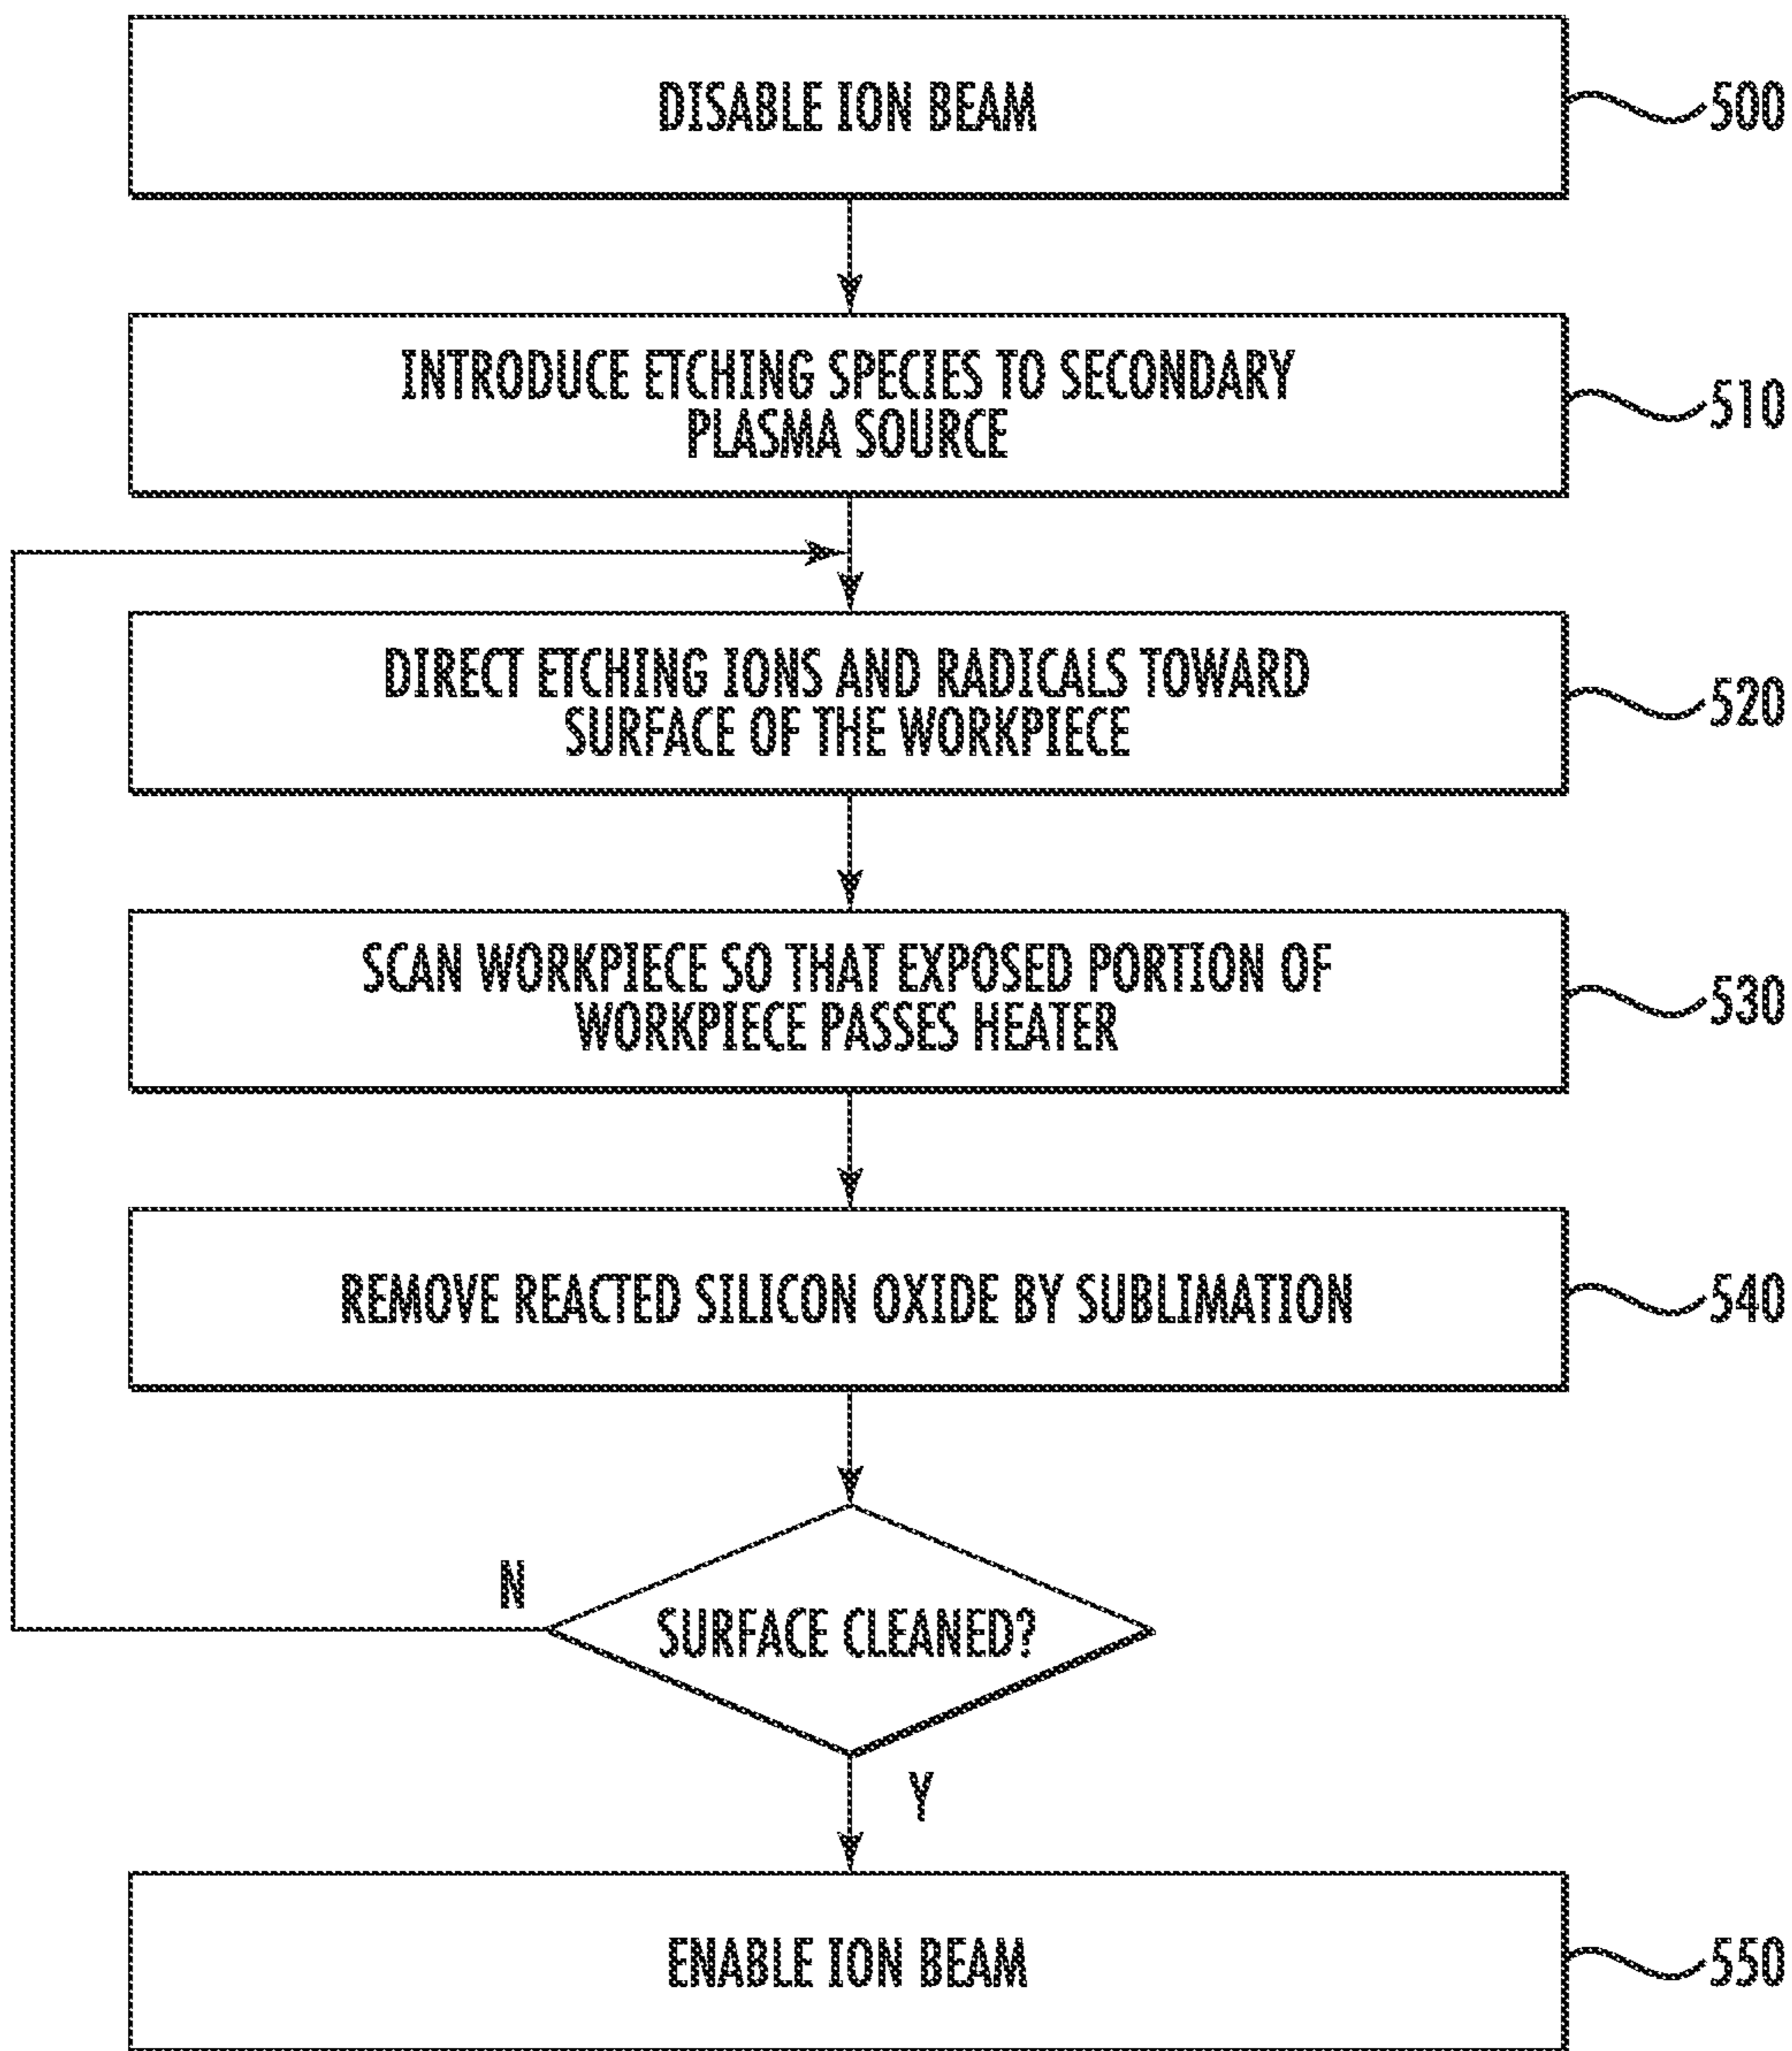 DISABLE ION BEAM
500
INTRODUCE ETCHING SPECIES TO SECONDARY
PLASMA SOURCE
510
DIRECT ETCHING IONS AND RADICALS TOWARD
SURFACE OF THE WORKPIECE
520
SCAN WORKPIECE SO THAT EXPOSED PORTION OF
WORKPIECE PASSES HEATER
530
REMOVE REACTED SILICON OXIDE BY SUBLIMATION
540
N
SURFACE CLEANED?
Y
ENABLE ION BEAM
550